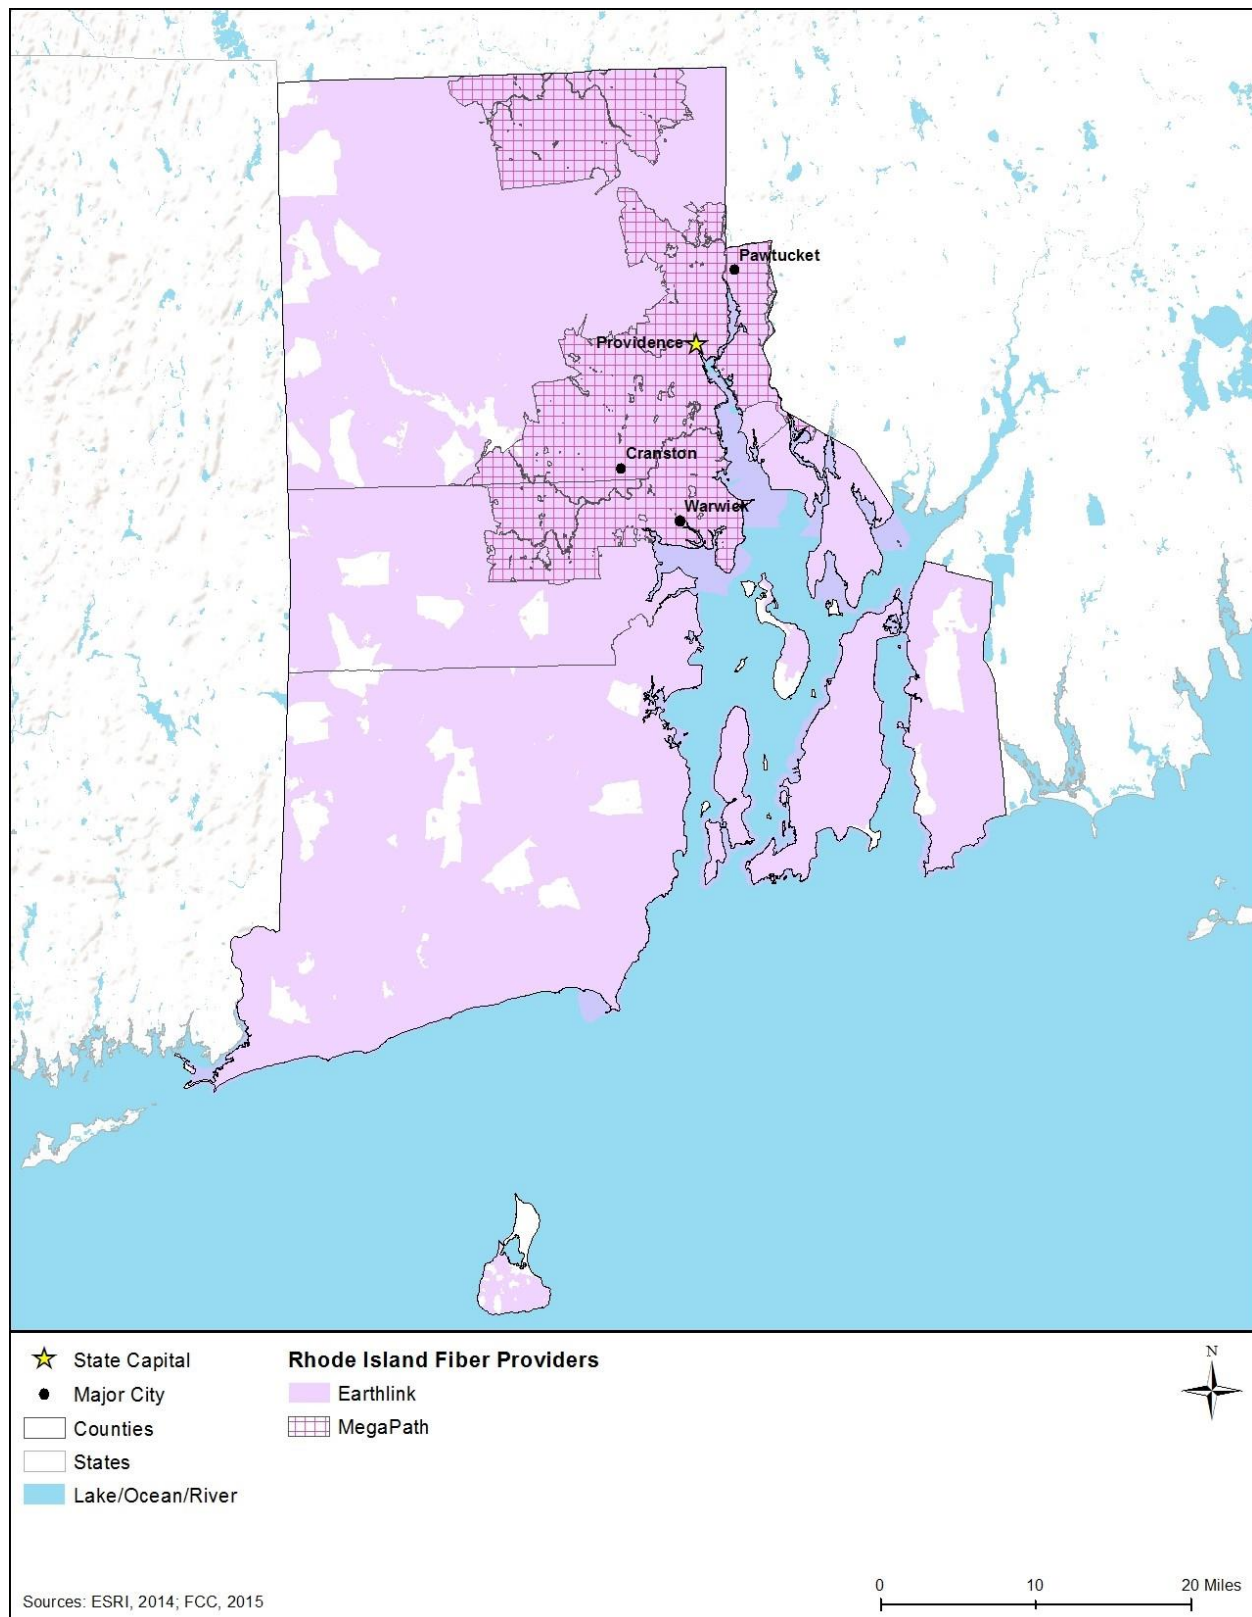 Pawtucket
Providence
Cranston
Warwick
State Capital
Major City
Counties
States
Lake/Ocean/River
Rhode Island Fiber Providers
Earthlink
MegaPath
N
Sources: ESRI, 2014; FCC, 2015
0 10 20 Miles